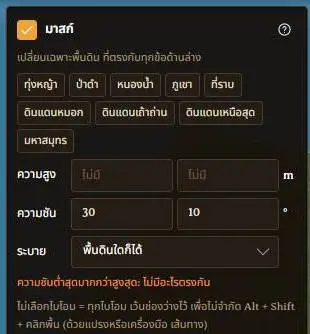 มาสก์
เปลี่ยนเฉพาะพื้นดิน ที่ตรงกับทุกข้อด้านล่าง
ทุ่งหญ้า ป่าดำ หนองน้ำ ภูเขา ที่ราบ
ดินแดนหมอก ดินแดนเถ้าถ่าน ดินแดนเหนือสุด
มหาสมุทร
ความสูง ไม่มี ไม่มี m
ความชัน 30 10 °
ระบาย พื้นดินใดก็ได้
ความชันต่ำสุดมากกว่าสูงสุด: ไม่มีอะไรตรงกัน
ไม่เลือกไบโอม = ทุกไบโอม เว้นช่องว่างไว้ เพื่อไม่จำกัด Alt + Shift
+ คลิกพื้น (ด้วยแปรงหรือเครื่องมือ เส้นทาง)